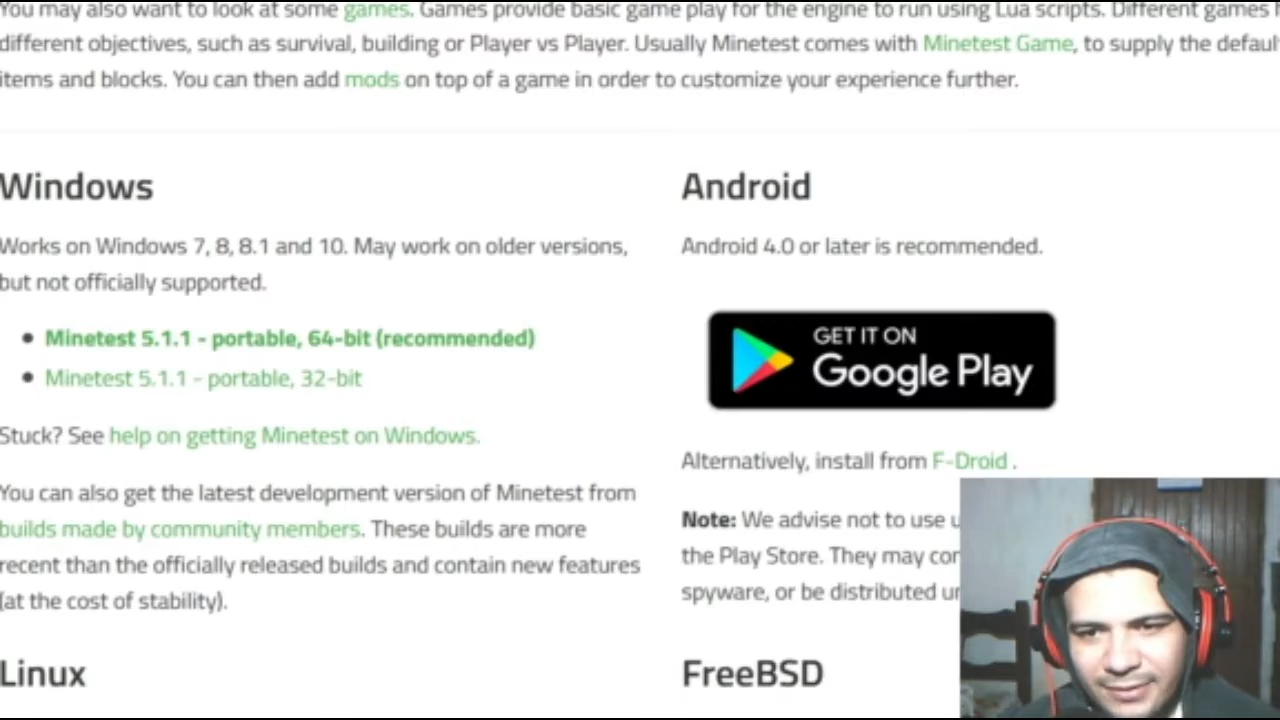 You may also want to look at some games. Games provide basic game play for the engine to run using Lua scripts. Different games
different objectives, such as survival, building or Player vs Player. Usually Minetest comes with Minetest Game, to supply the defaul
items and blocks. You can then add mods on top of a game in order to customize your experience further.
Windows
Works on Windows 7, 8, 8.1 and 10. May work on older versions,
but not officially supported.
Minetest 5.1.1 - portable, 64-bit (recommended)
Minetest 5.1.1 - portable, 32-bit
Stuck? See help on getting Minetest on Windows.
You can also get the latest development version of Minetest from
builds made by community members. These builds are more
recent than the officially released builds and contain new features
(at the cost of stability).
Linux
Android
Android 4.0 or later is recommended.
GET IT ON
Google Play
Alternatively, install from F-Droid .
Note: We advise not to use
the Play Store. They may
spyware, or be distributed
FreeBSD